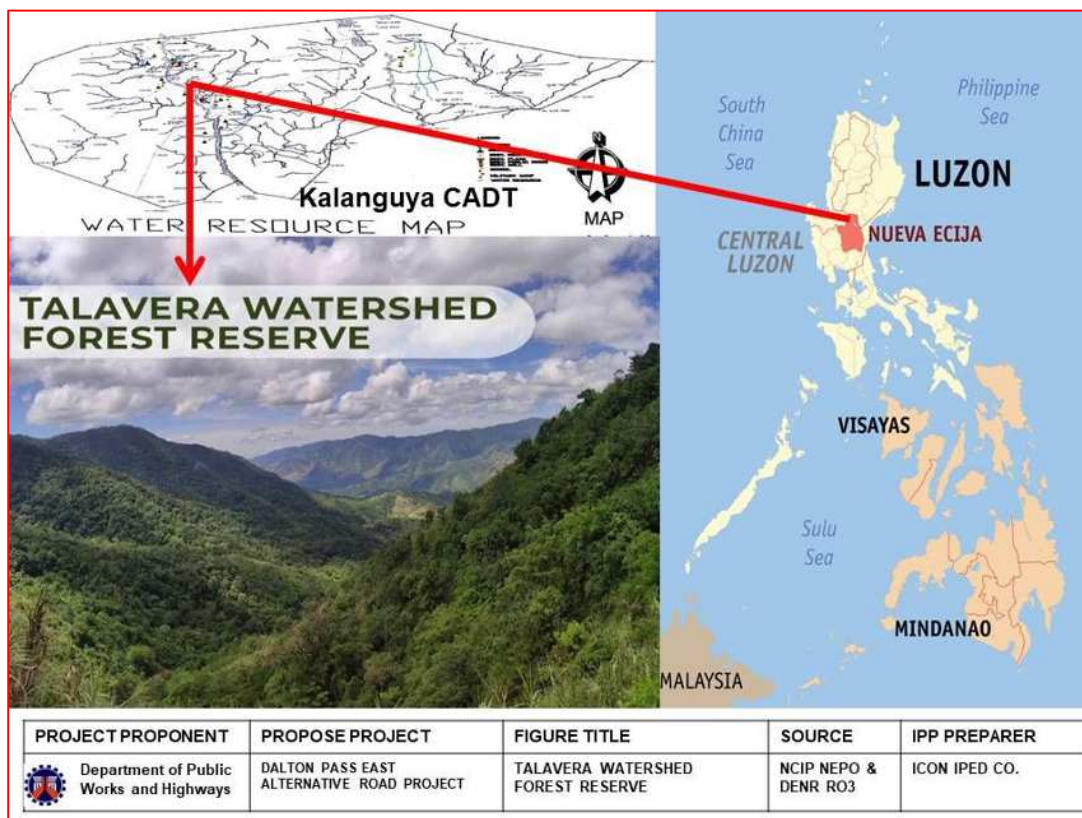 Kalanguya CADT
WATER RESOURCE MAP
MAP
TALAVERA WATERSHED
FOREST RESERVE
South
China
Sea
Philippine
Sea
LUZON
CENTRAL
LUZON
NUEVA ECIJA
VISAYAS
Sulu
Sea
MINDANAO
MALAYSIA
PROJECT PROPONENT
PROPOSE PROJECT
FIGURE TITLE
SOURCE
IPP PREPARER
Department of Public
Works and Highways
DALTON PASS EAST
ALTERNATIVE ROAD PROJECT
TALAVERA WATERSHED
FOREST RESERVE
NCIP NEPO &
DENR RO3
ICON IPED CO.